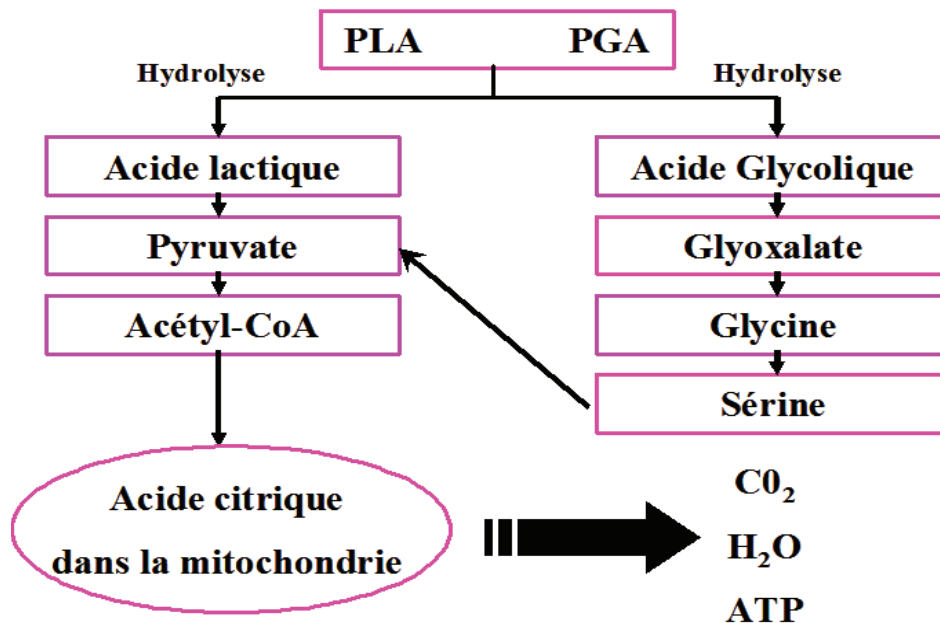 PLA PGA
Hydrolyse
Hydrolyse
Acide lactique
Acide Glycolique
Pyruvate
Glyoxalate
Acétyl-CoA
Glycine
Sérine
Acide citrique
dans la mitochondrie
C0₂
H₂O
ATP